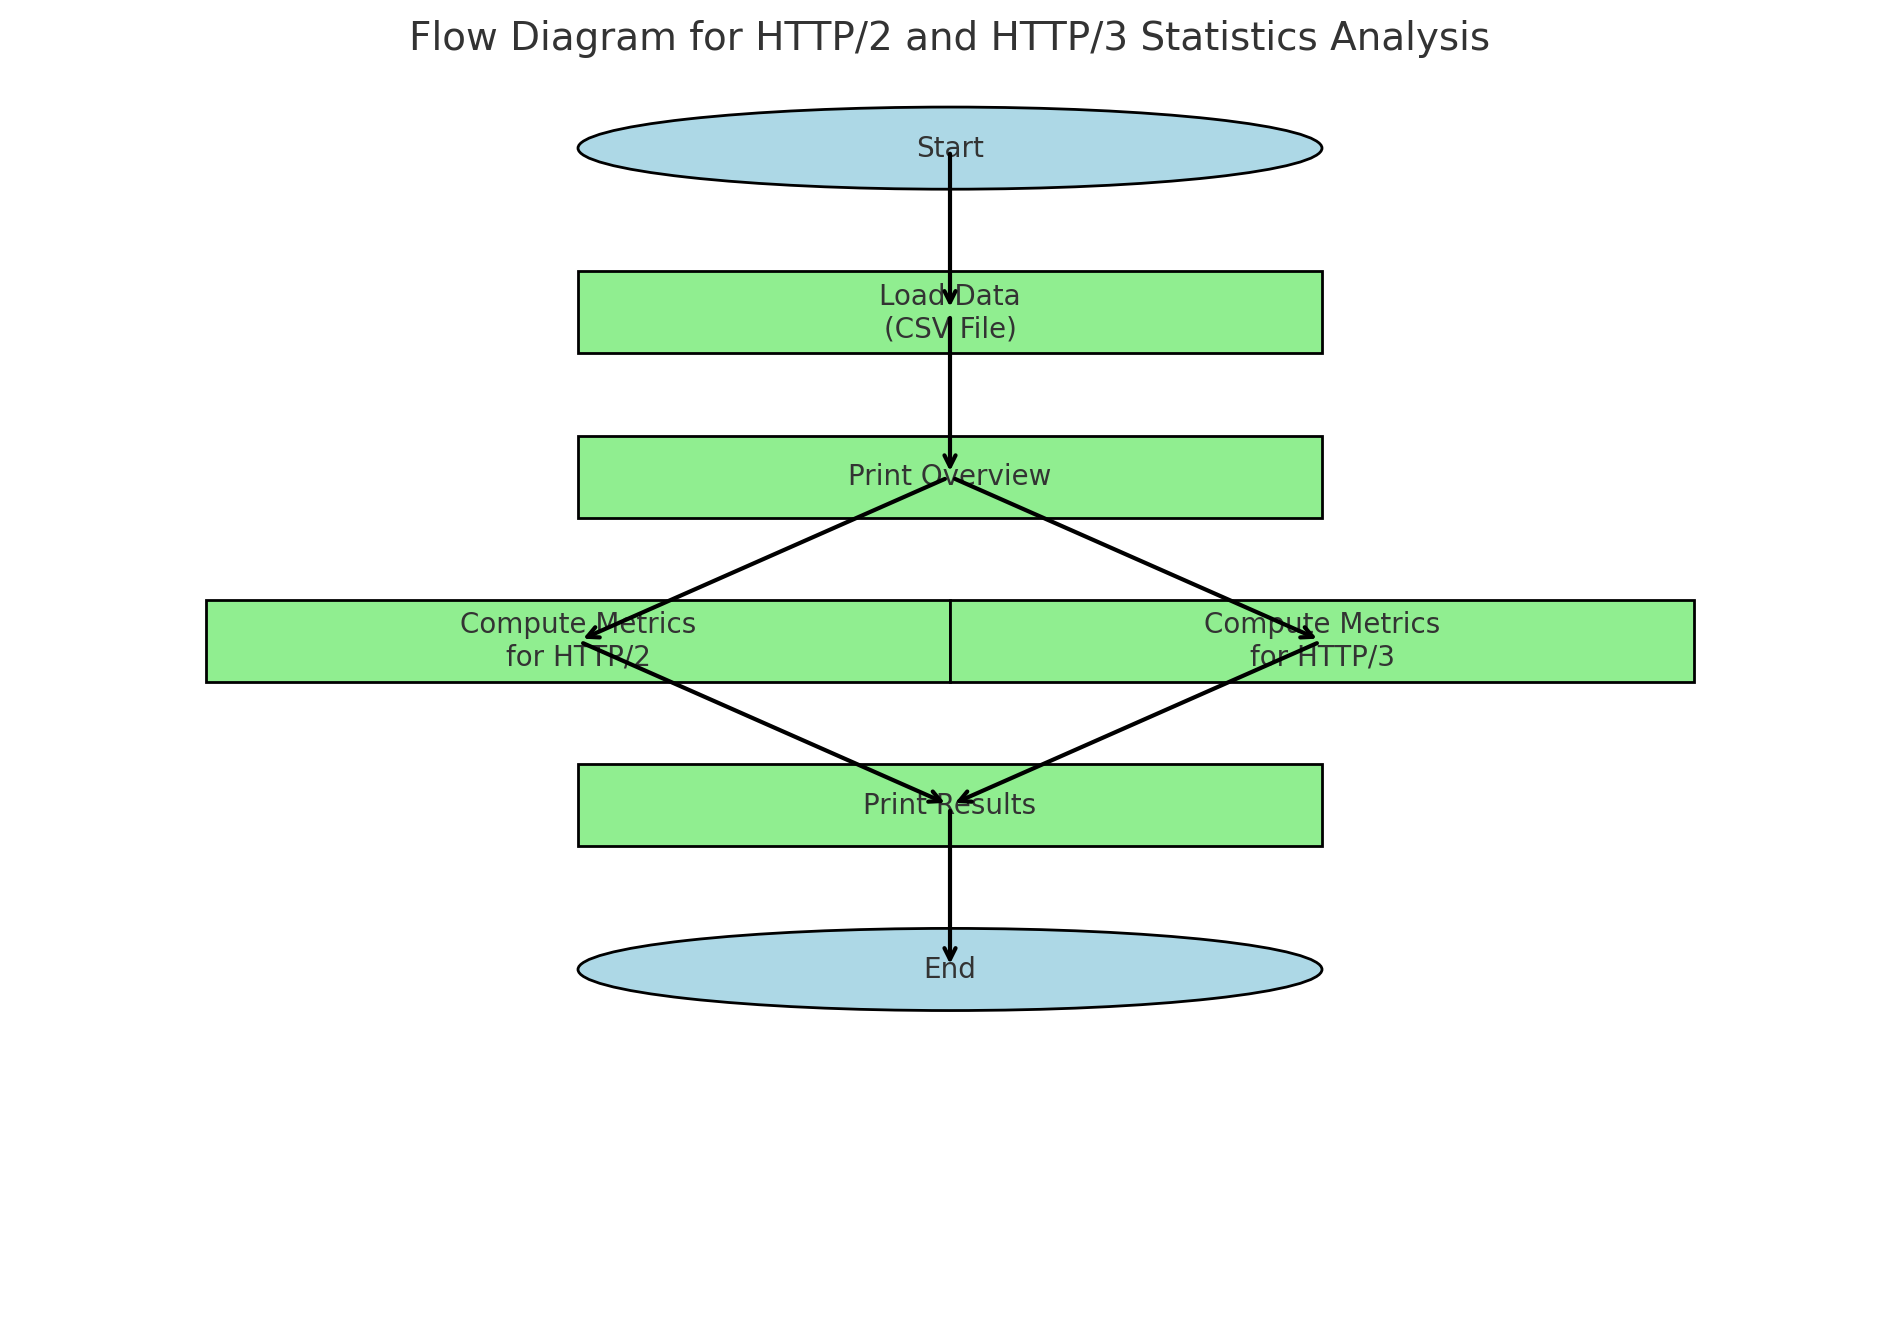 Flow Diagram for HTTP/2 and HTTP/3 Statistics Analysis
Start
Load Data
(CSV File)
Print Overview
Compute Metrics
for HTTP/2
Compute Metrics
for HTTP/3
Print Results
End